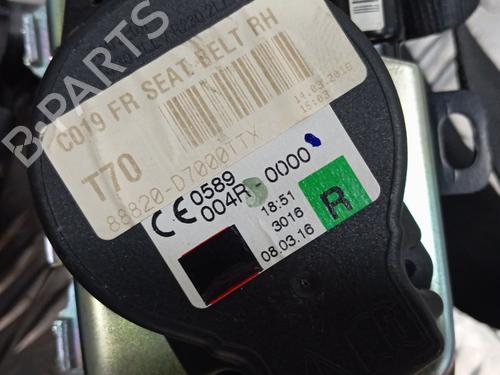 B-PARTS
C019 FR SEAT BELT RH
14.03.2016
15:03
T70
88820-D7000TTX
CE 0589
004R-0000
18:51
3016
08.03.16
R